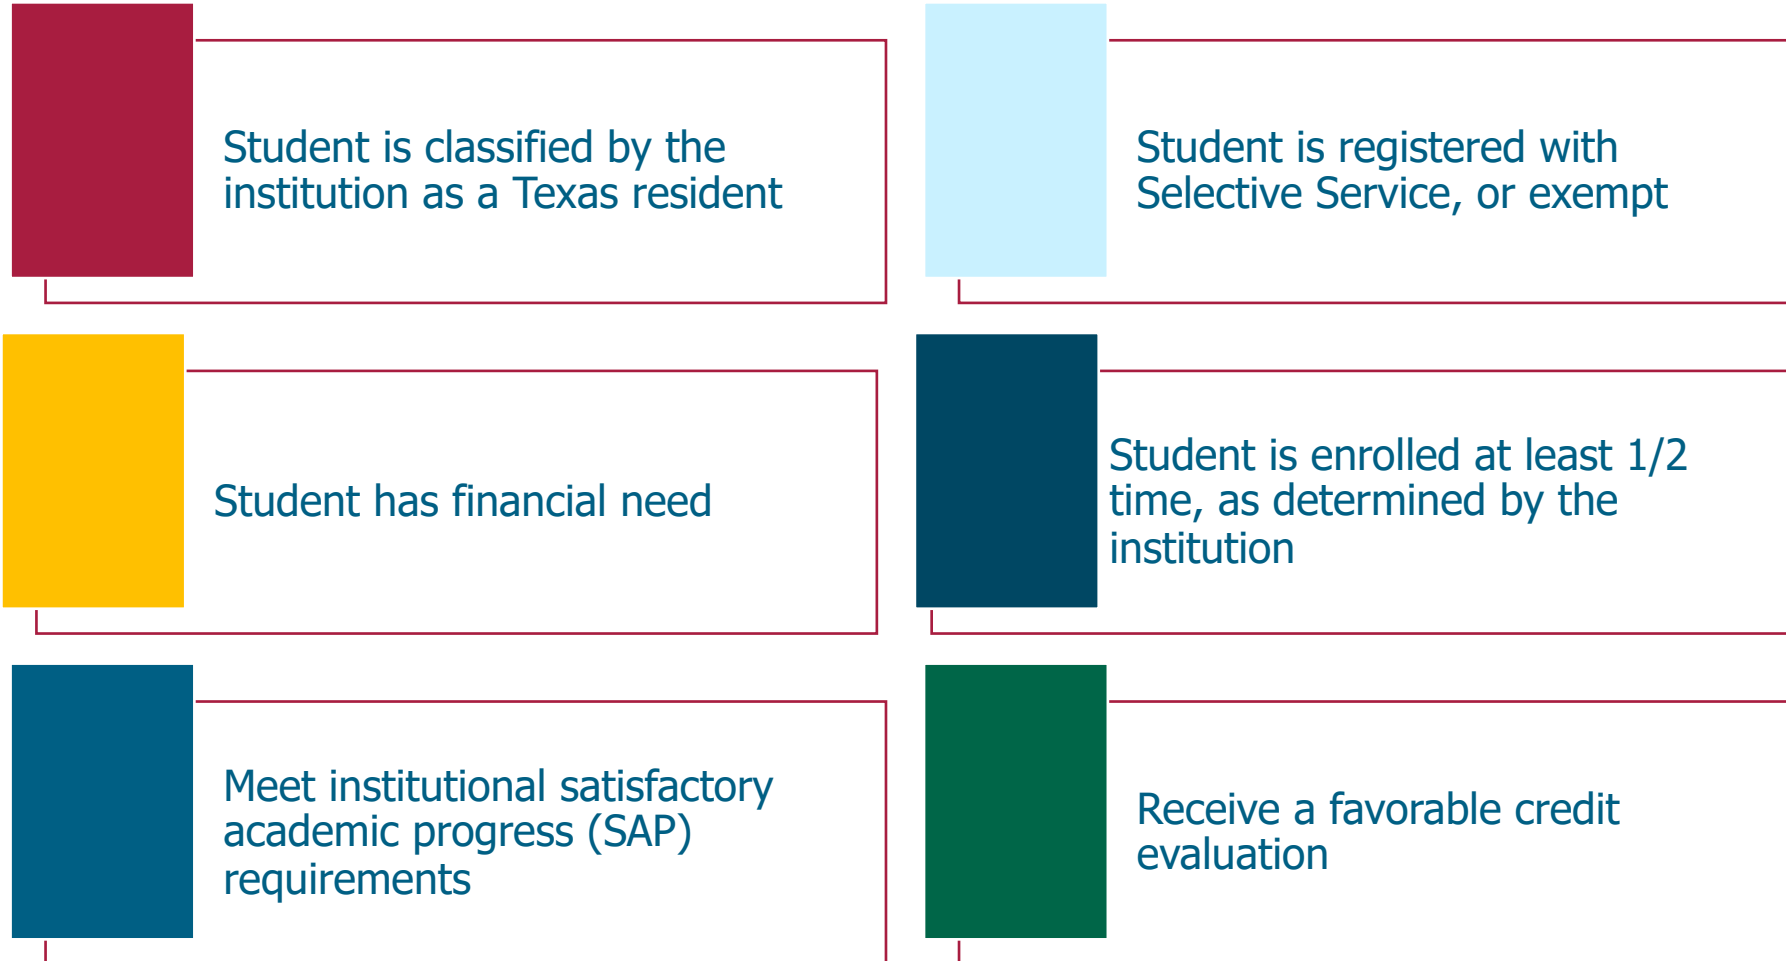 Student is classified by the
institution as a Texas resident
Student is registered with
Selective Service, or exempt
Student has financial need
Student is enrolled at least 1/2
time, as determined by the
institution
Meet institutional satisfactory
academic progress (SAP)
requirements
Receive a favorable credit
evaluation